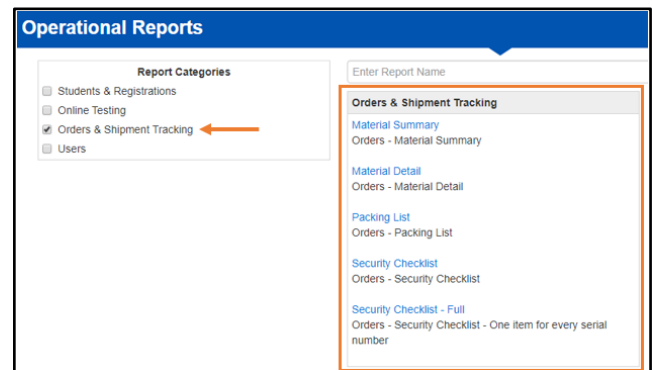 Operational Reports
Report Categories
Students & Registrations
Online Testing
Orders & Shipment Tracking
Users
Enter Report Name
Orders & Shipment Tracking
Material Summary
Orders - Material Summary
Material Detail
Orders - Material Detail
Packing List
Orders - Packing List
Security Checklist
Orders - Security Checklist
Security Checklist - Full
Orders - Security Checklist - One item for every serial
number